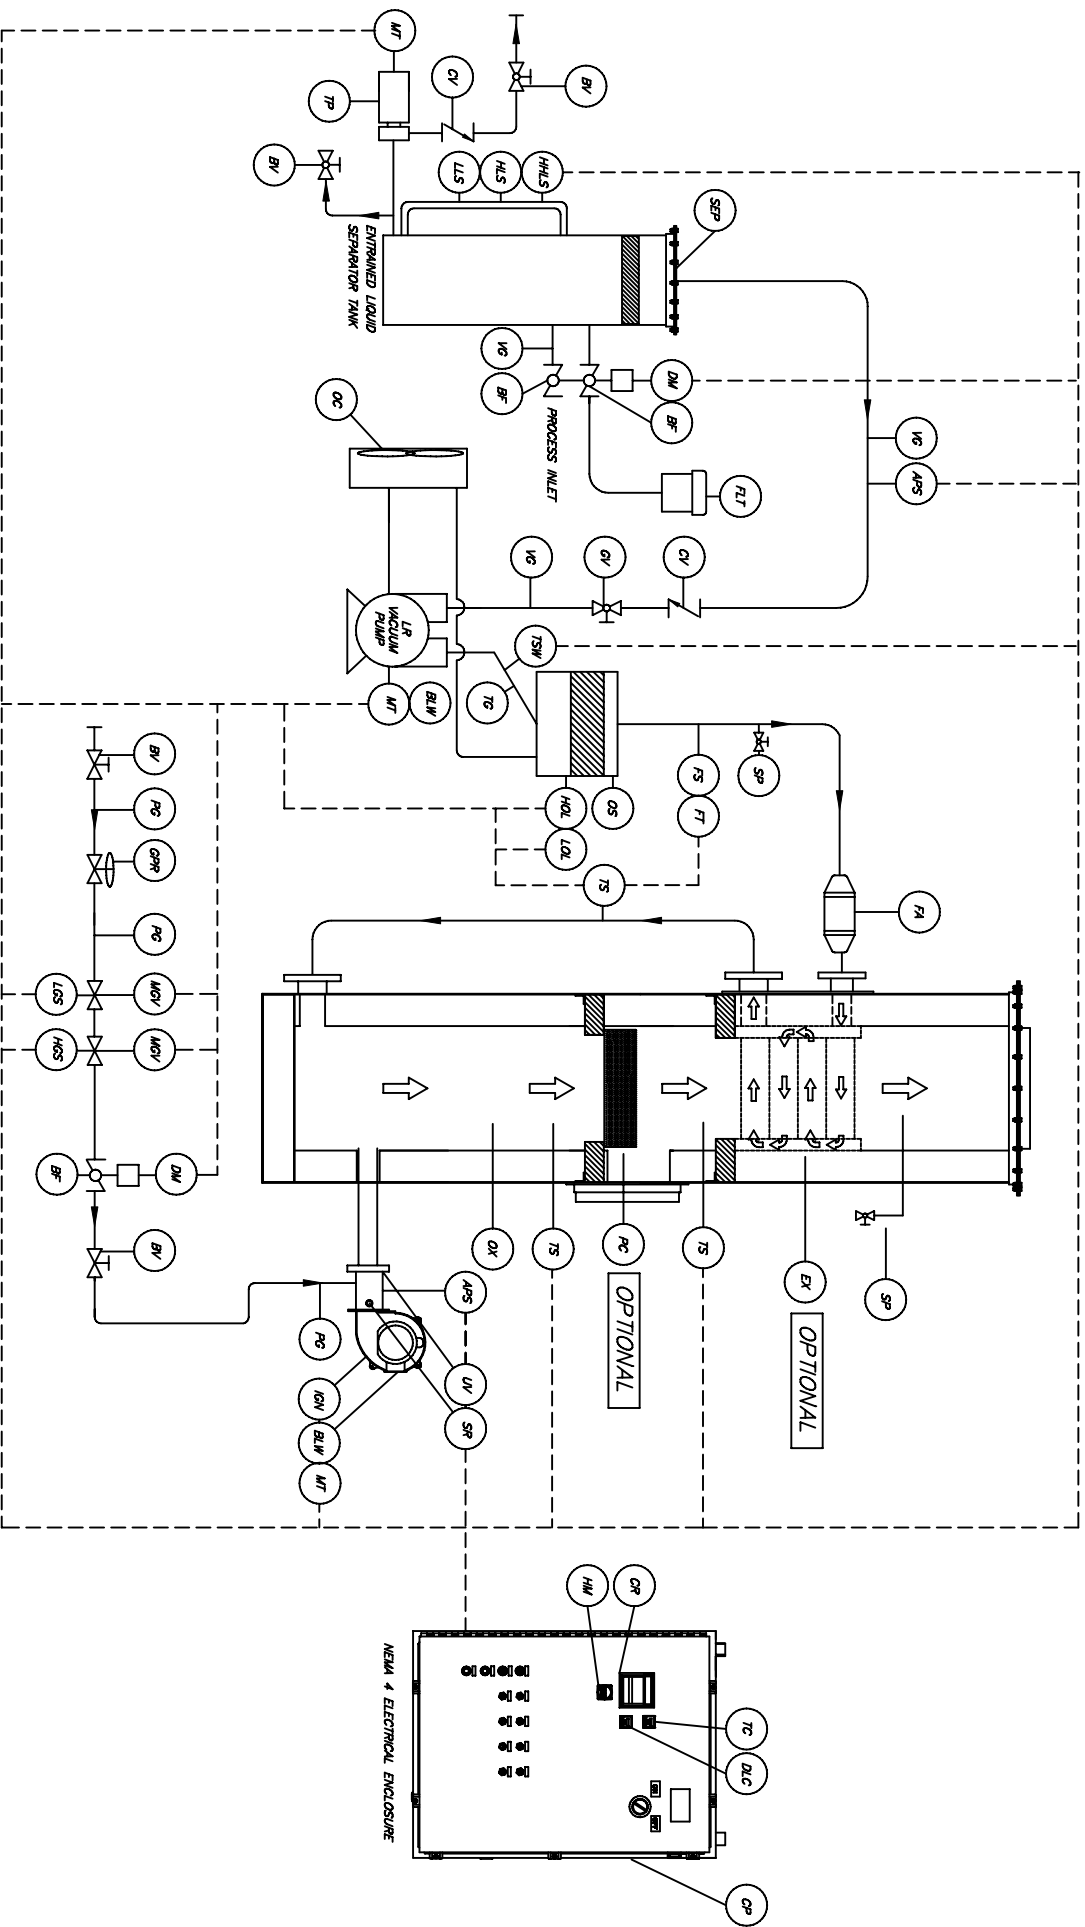 VG
APS
FA
SP
EX
OPTIONAL
SP
TC
DLC
CP
FLT
SEP
FS
FT
TS
CV
DM
BF
ON
OFF
CR
PC
OPTIONAL
OS
GV
TS
BV
HM
HOL
LOL
PROCESS INLET
TS
HHLS
TSW
VG
HLS
VG
BF
TG
OX
CV
LLS
APS
UV
SR
BLW
MT
LR
VACUUM
PUMP
MT
NEMA 4 ELECTRICAL ENCLOSURE
ENTRAINED LIQUID
SEPARATOR TANK
TP
OC
PG
IGN
BLW
MT
BV
DM
BV
PG
GPR
PG
MGV
MGV
BV
LGS
HGS
BF